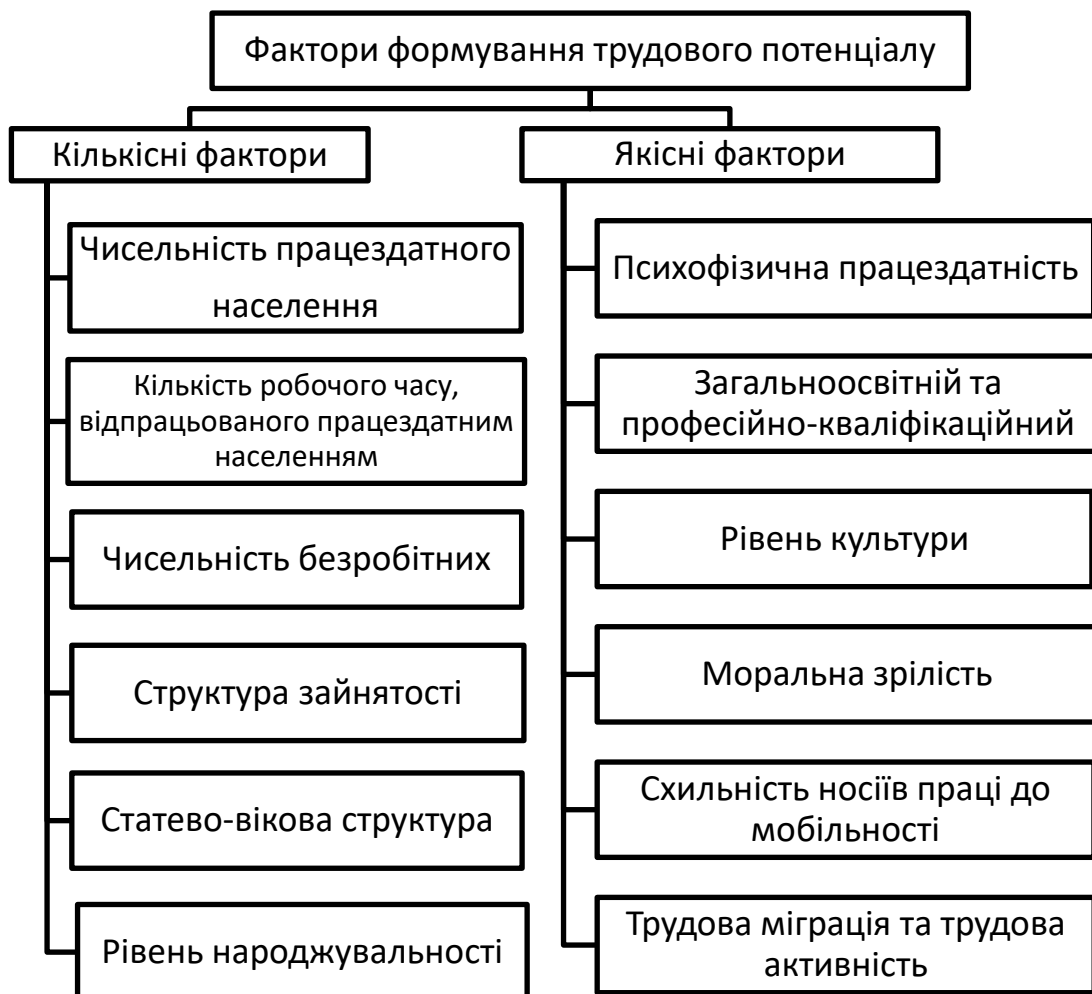 Фактори формування трудового потенціалу
Кількісні фактори
Чисельність працездатного
населення
Кількість робочого часу,
відпрацьованого працездатним
населенням
Чисельність безробітних
Структура зайнятості
Статево-вікова структура
Рівень народжувальності
Якісні фактори
Психофізична працездатність
Загальноосвітній та
професійно-кваліфікаційний
Рівень культури
Моральна зрілість
Схильність носіїв праці до
мобільності
Трудова міграція та трудова
активність